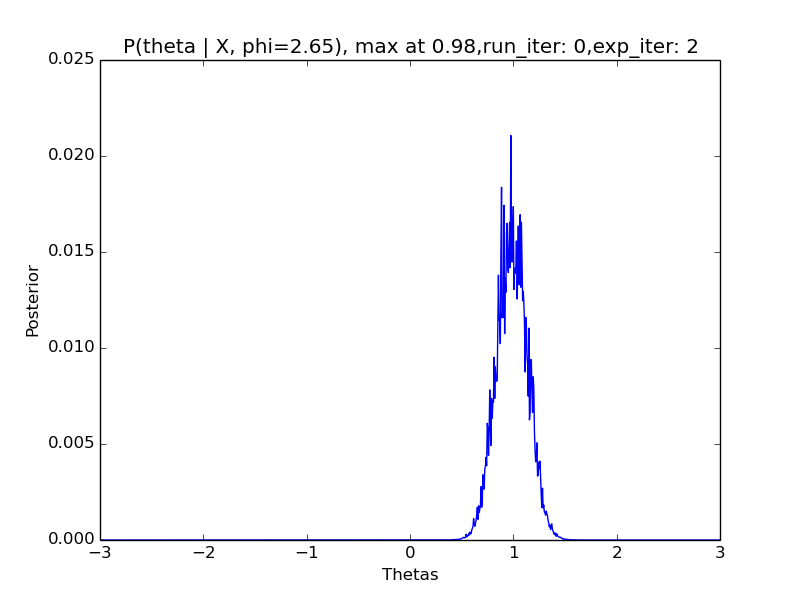 P(theta | X, phi=2.65), max at 0.98,run_iter: 0,exp_iter: 2
0.025
0.020
0.015
0.010
0.005
0.000
Posterior
−3 −2 −1 0 1 2 3
Thetas